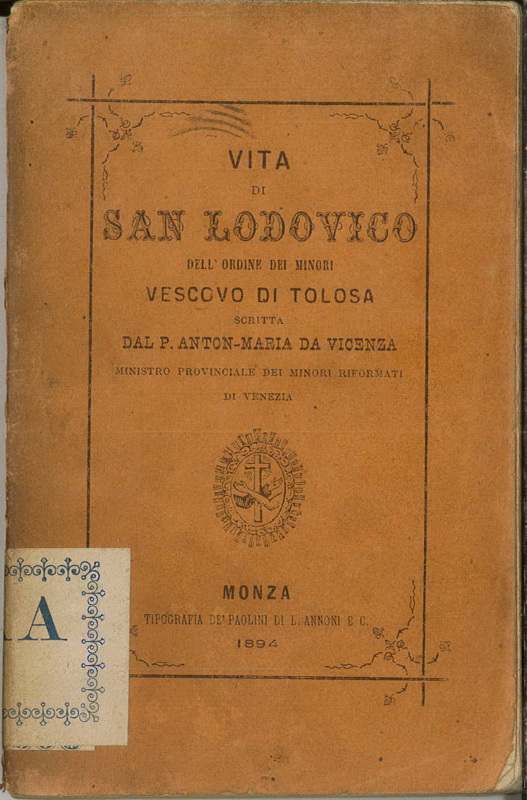 VITA
DI
SAN LODOVICO
DELL' ORDINE DEI MINORI
VESCOVO DI TOLOSA
SCRITTA
DAL P. ANTON-MARIA DA VICENZA
MINISTRO PROVINCIALE DEI MINORI RIFORMATI
DI VENEZIA
MONZA
TIPOGRAFIA DE' PAOLINI DI L. ANNONI E C.
1894
A